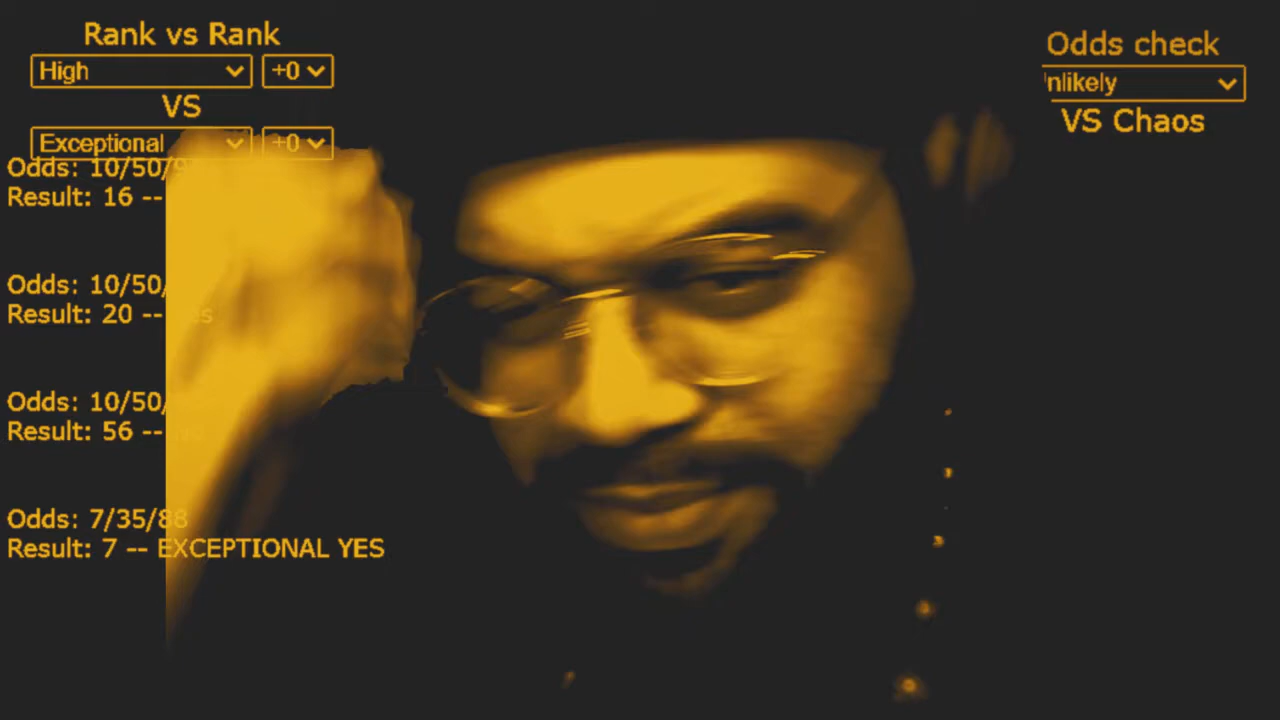 Rank vs Rank
High
+0
VS
Exceptional
+0
Odds: 10/50/
Result: 16 --
Odds: 10/50/
Result: 20 --
Odds: 10/50/
Result: 56 --
Odds: 7/35/88
Result: 7 -- EXCEPTIONAL YES
Odds check
nlikely
VS Chaos